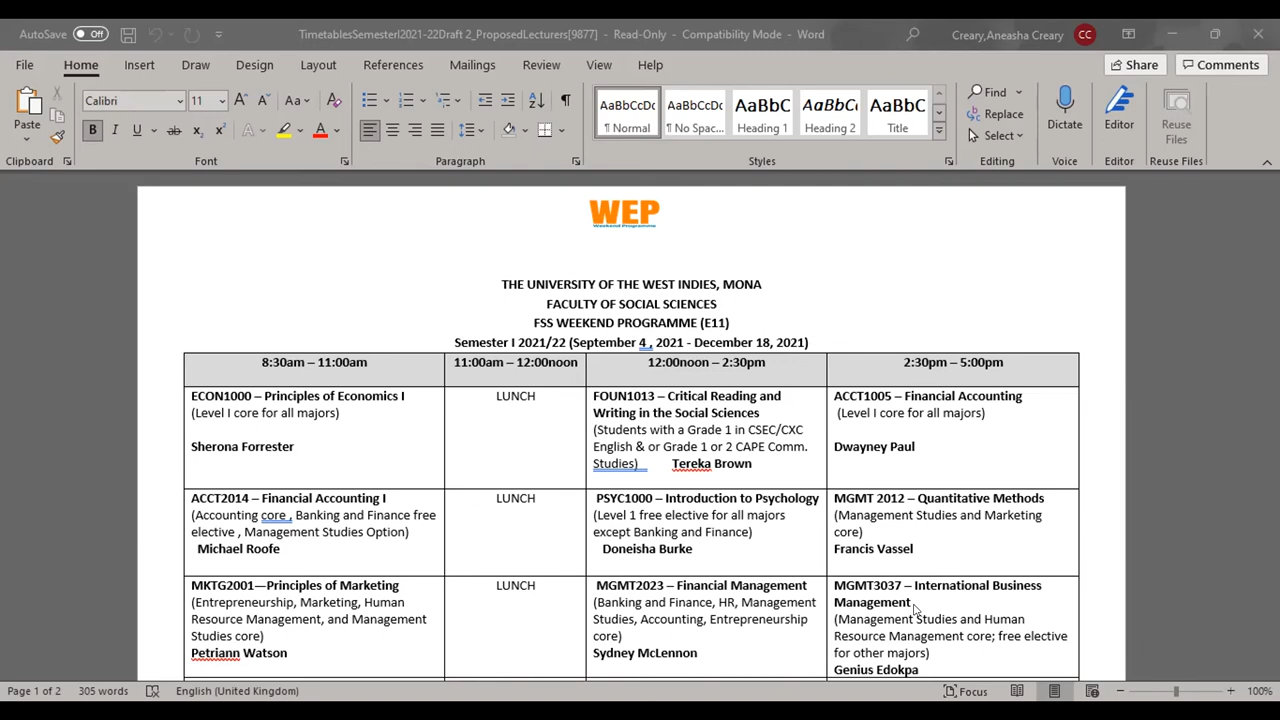 AutoSave Off TimetablesSemesterI2021-22Draft 2_ProposedLecturers[9877] - Read-Only - Compatibility Mode - Word Creary,Aneasha Creary CC
File Home Insert Draw Design Layout References Mailings Review View Help Share Comments
Calibri 11 Aa
AaBbCcDc AaBbCcDc AaBbC AaBbC AaBbC
Find
Replace
Select
Paste B I U ab x₂ x² A A ¶ Normal ¶ No Spac... Heading 1 Heading 2 Title Dictate Editor Reuse Files
Clipboard Font Paragraph Styles Editing Voice Editor Reuse Files
WEP
Weekend Programme
THE UNIVERSITY OF THE WEST INDIES, MONA
FACULTY OF SOCIAL SCIENCES
FSS WEEKEND PROGRAMME (E11)
Semester I 2021/22 (September 4 , 2021 - December 18, 2021)
8:30am – 11:00am 11:00am – 12:00noon 12:00noon – 2:30pm 2:30pm – 5:00pm
ECON1000 – Principles of Economics I
(Level I core for all majors)
Sherona Forrester
LUNCH
FOUN1013 – Critical Reading and
Writing in the Social Sciences
(Students with a Grade 1 in CSEC/CXC
English & or Grade 1 or 2 CAPE Comm.
Studies) Tereka Brown
ACCT1005 – Financial Accounting
(Level I core for all majors)
Dwayney Paul
ACCT2014 – Financial Accounting I
(Accounting core , Banking and Finance free
elective , Management Studies Option)
Michael Roofe
LUNCH
PSYC1000 – Introduction to Psychology
(Level 1 free elective for all majors
except Banking and Finance)
Doneisha Burke
MGMT 2012 – Quantitative Methods
(Management Studies and Marketing
core)
Francis Vassel
MKTG2001—Principles of Marketing
(Entrepreneurship, Marketing, Human
Resource Management, and Management
Studies core)
Petriann Watson
LUNCH
MGMT2023 – Financial Management
(Banking and Finance, HR, Management
Studies, Accounting, Entrepreneurship
core)
Sydney McLennon
MGMT3037 – International Business
Management
(Management Studies and Human
Resource Management core; free elective
for other majors)
Genius Edokpa
Page 1 of 2 305 words English (United Kingdom) Focus 100%